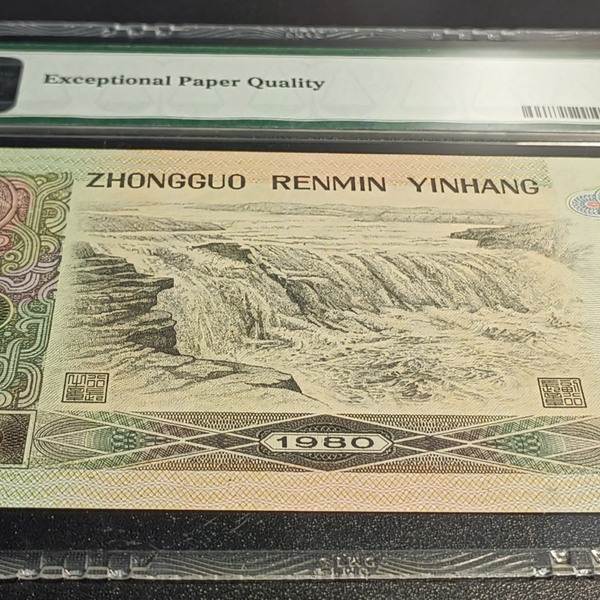 Exceptional Paper Quality
ZHONGGUO RENMIN YINHANG
1980